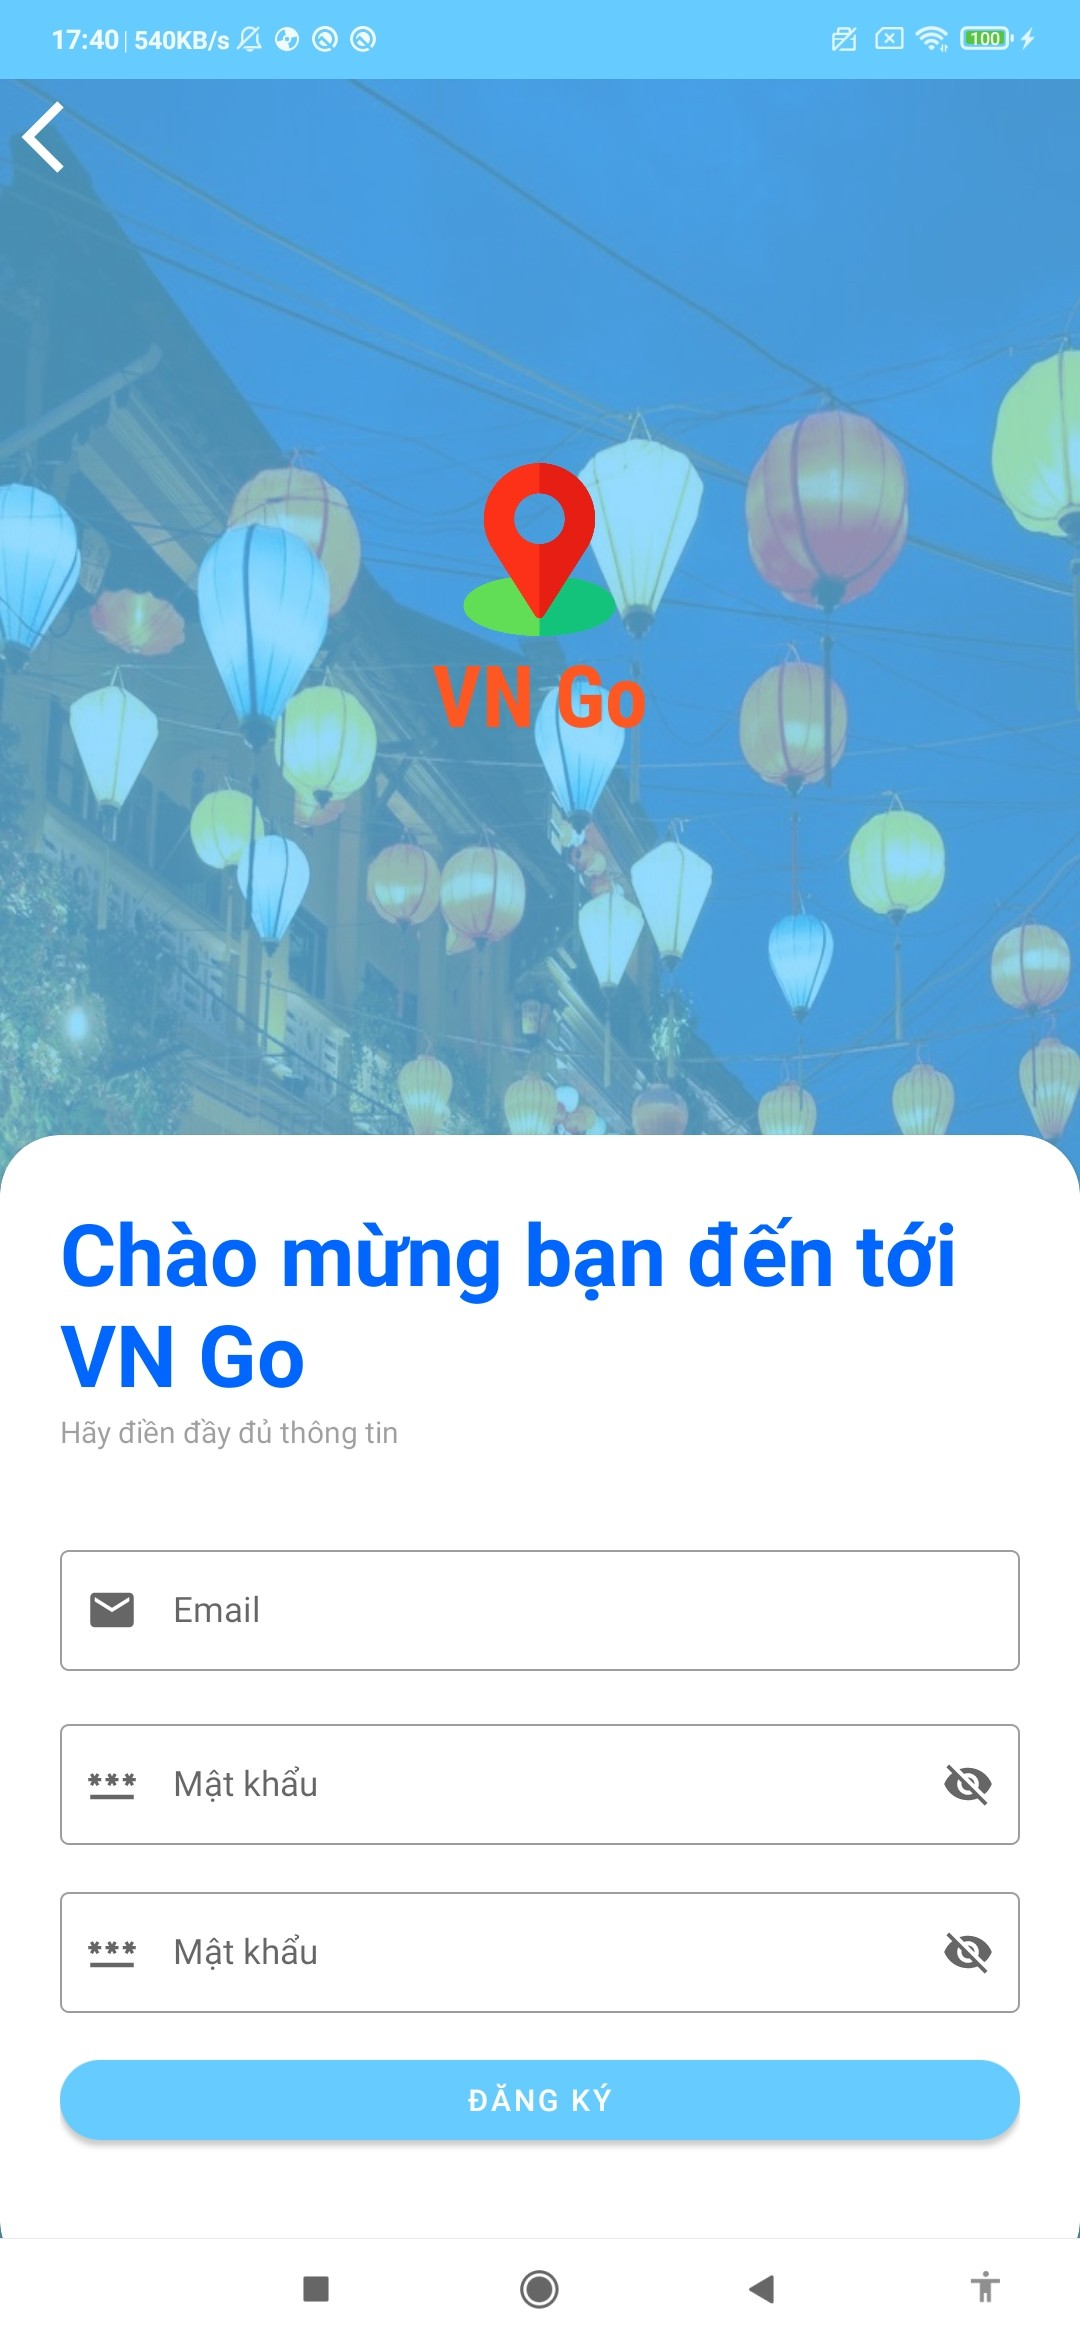 17:40 540KB/s
100
VN Go
Chào mừng bạn đến tới
VN Go
Hãy điền đầy đủ thông tin
Email
Mật khẩu
Mật khẩu
ĐĂNG KÝ